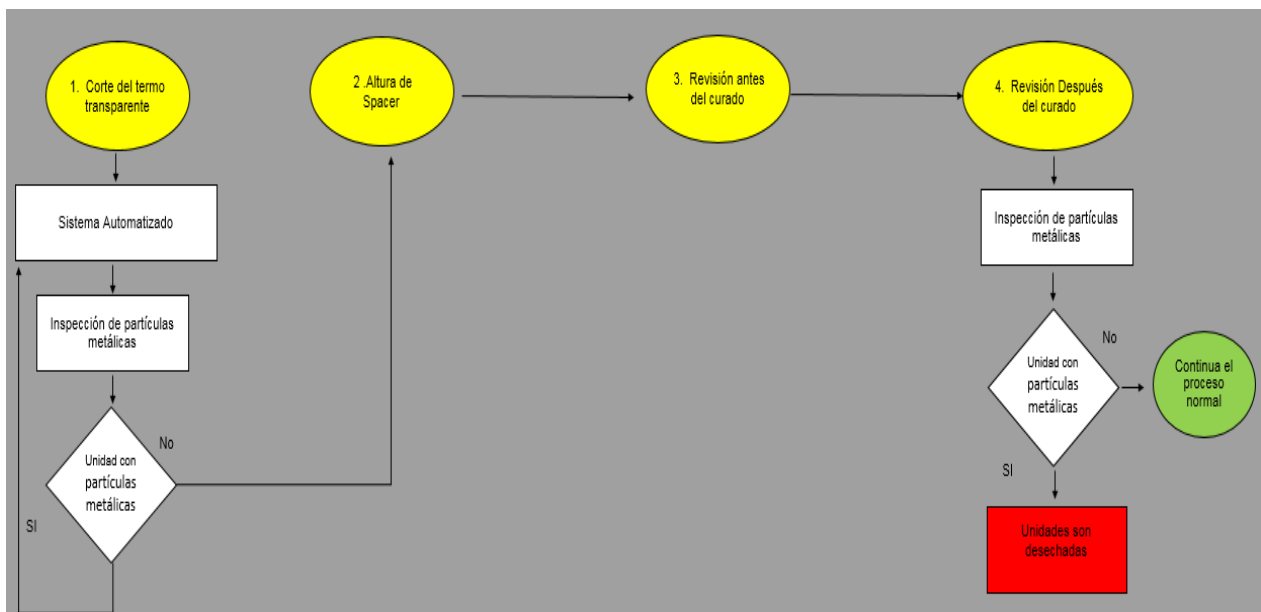 1. Corte del termo
transparente
Sistema Automatizado
Inspección de partículas
metálicas
Unidad con
partículas
metálicas
No
SI
2 .Altura de
Spacer
3. Revisión antes
del curado
4. Revisión Después
del curado
Inspección de partículas
metálicas
Unidad con
partículas
metálicas
No
SI
Continua el
proceso
normal
Unidades son
desechadas